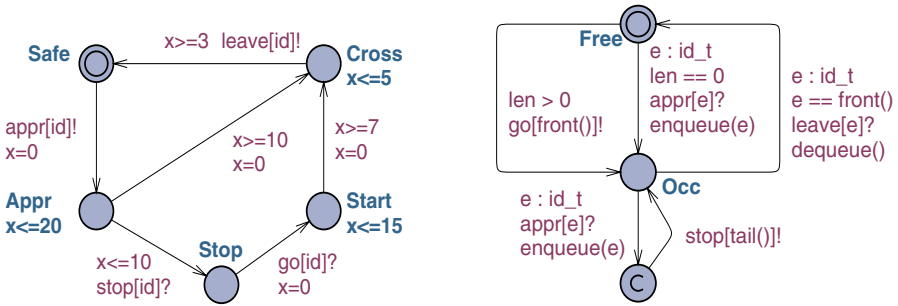 Safe
x>=3 leave[id]!
Cross
x<=5
appr[id]!
x=0
x>=10
x=0
x>=7
x=0
Appr
x<=20
Start
x<=15
Stop
x<=10
stop[id]?
go[id]?
x=0
Free
e : id_t
len == 0
appr[e]?
enqueue(e)
len > 0
go[front()]!
e : id_t
e == front()
leave[e]?
dequeue()
Occ
e : id_t
appr[e]?
enqueue(e)
stop[tail()]!
C